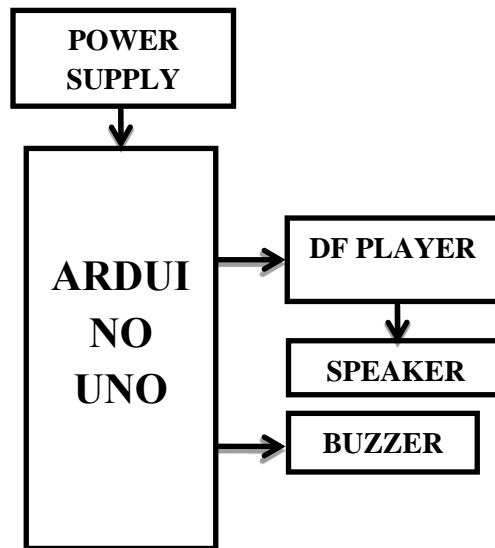 POWER
SUPPLY
ARDUI
NO
UNO
DF PLAYER
SPEAKER
BUZZER